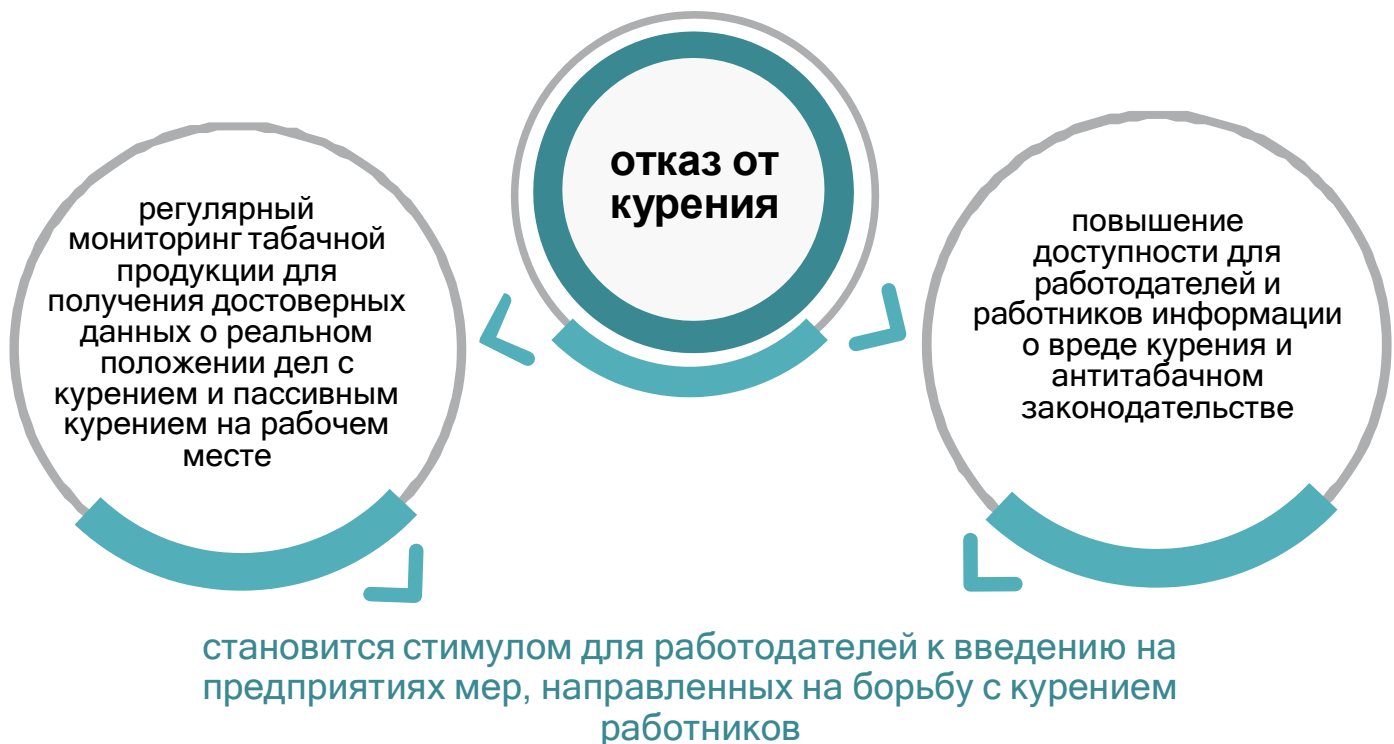 отказ от
курения
регулярный
мониторинг табачной
продукции для
получения достоверных
данных о реальном
положении дел с
курением и пассивным
курением на рабочем
месте
повышение
доступности для
работодателей и
работников информации
о вреде курения и
антитабачном
законодательстве
становится стимулом для работодателей к введению на
предприятиях мер, направленных на борьбу с курением
работников